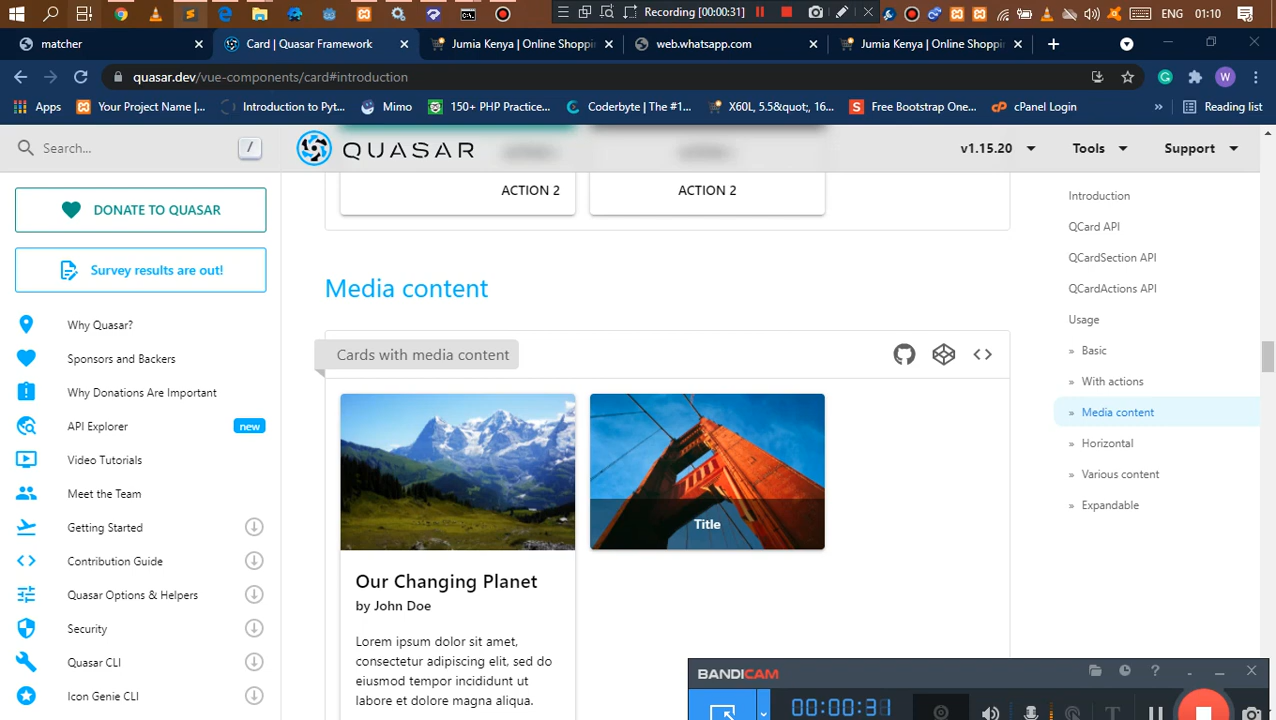 Recording [00:00:31]
ENG 01:10
matcher
Card | Quasar Framework
Jumia Kenya | Online Shoppi
web.whatsapp.com
Jumia Kenya | Online Shoppi
quasar.dev/vue-components/card#introduction
W
Apps
Your Project Name |...
Introduction to Pyt...
Mimo
150+ PHP Practice...
Coderbyte | The #1...
X60L, 5.5&quot;, 16...
Free Bootstrap One...
cPanel Login
»
Reading list
Search...
/
QUASAR
v1.15.20
Tools
Support
DONATE TO QUASAR
Survey results are out!
Why Quasar?
Sponsors and Backers
Why Donations Are Important
API Explorer
new
Video Tutorials
Meet the Team
Getting Started
Contribution Guide
Quasar Options & Helpers
Security
Quasar CLI
Icon Genie CLI
ACTION 2
ACTION 2
Media content
Cards with media content
Title
Our Changing Planet
by John Doe
Lorem ipsum dolor sit amet,
consectetur adipiscing elit, sed do
eiusmod tempor incididunt ut
labore et dolore magna aliqua.
Introduction
QCard API
QCardSection API
QCardActions API
Usage
» Basic
» With actions
» Media content
» Horizontal
» Various content
» Expandable
BANDICAM
00:00:31